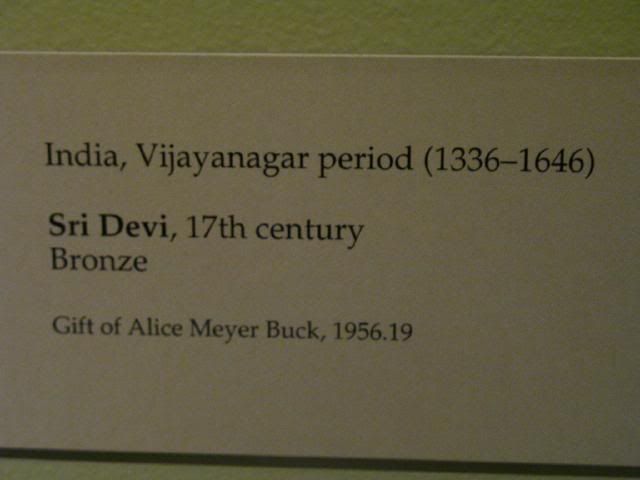 India, Vijayanagar period (1336–1646)
Sri Devi, 17th century
Bronze
Gift of Alice Meyer Buck, 1956.19